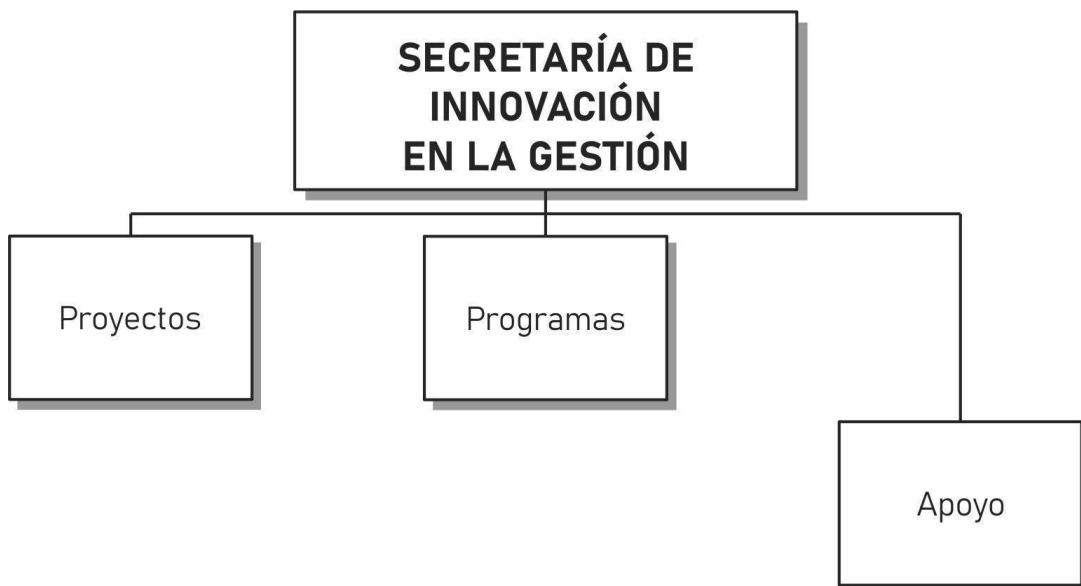 SECRETARÍA DE
INNOVACIÓN
EN LA GESTIÓN
Proyectos
Programas
Apoyo